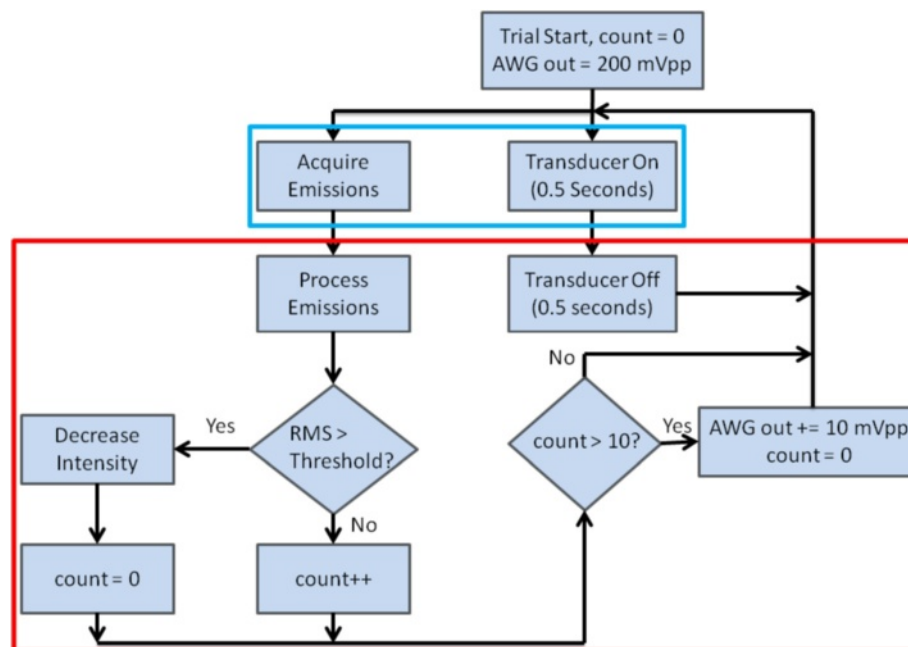 Trial Start, count = 0
AWG out = 200 mVpp
Acquire
Emissions
Transducer On
(0.5 Seconds)
Process
Emissions
Transducer Off
(0.5 seconds)
No
Yes
Decrease
Intensity
RMS >
Threshold?
count > 10?
Yes
AWG out += 10 mVpp
count = 0
No
count = 0
count++